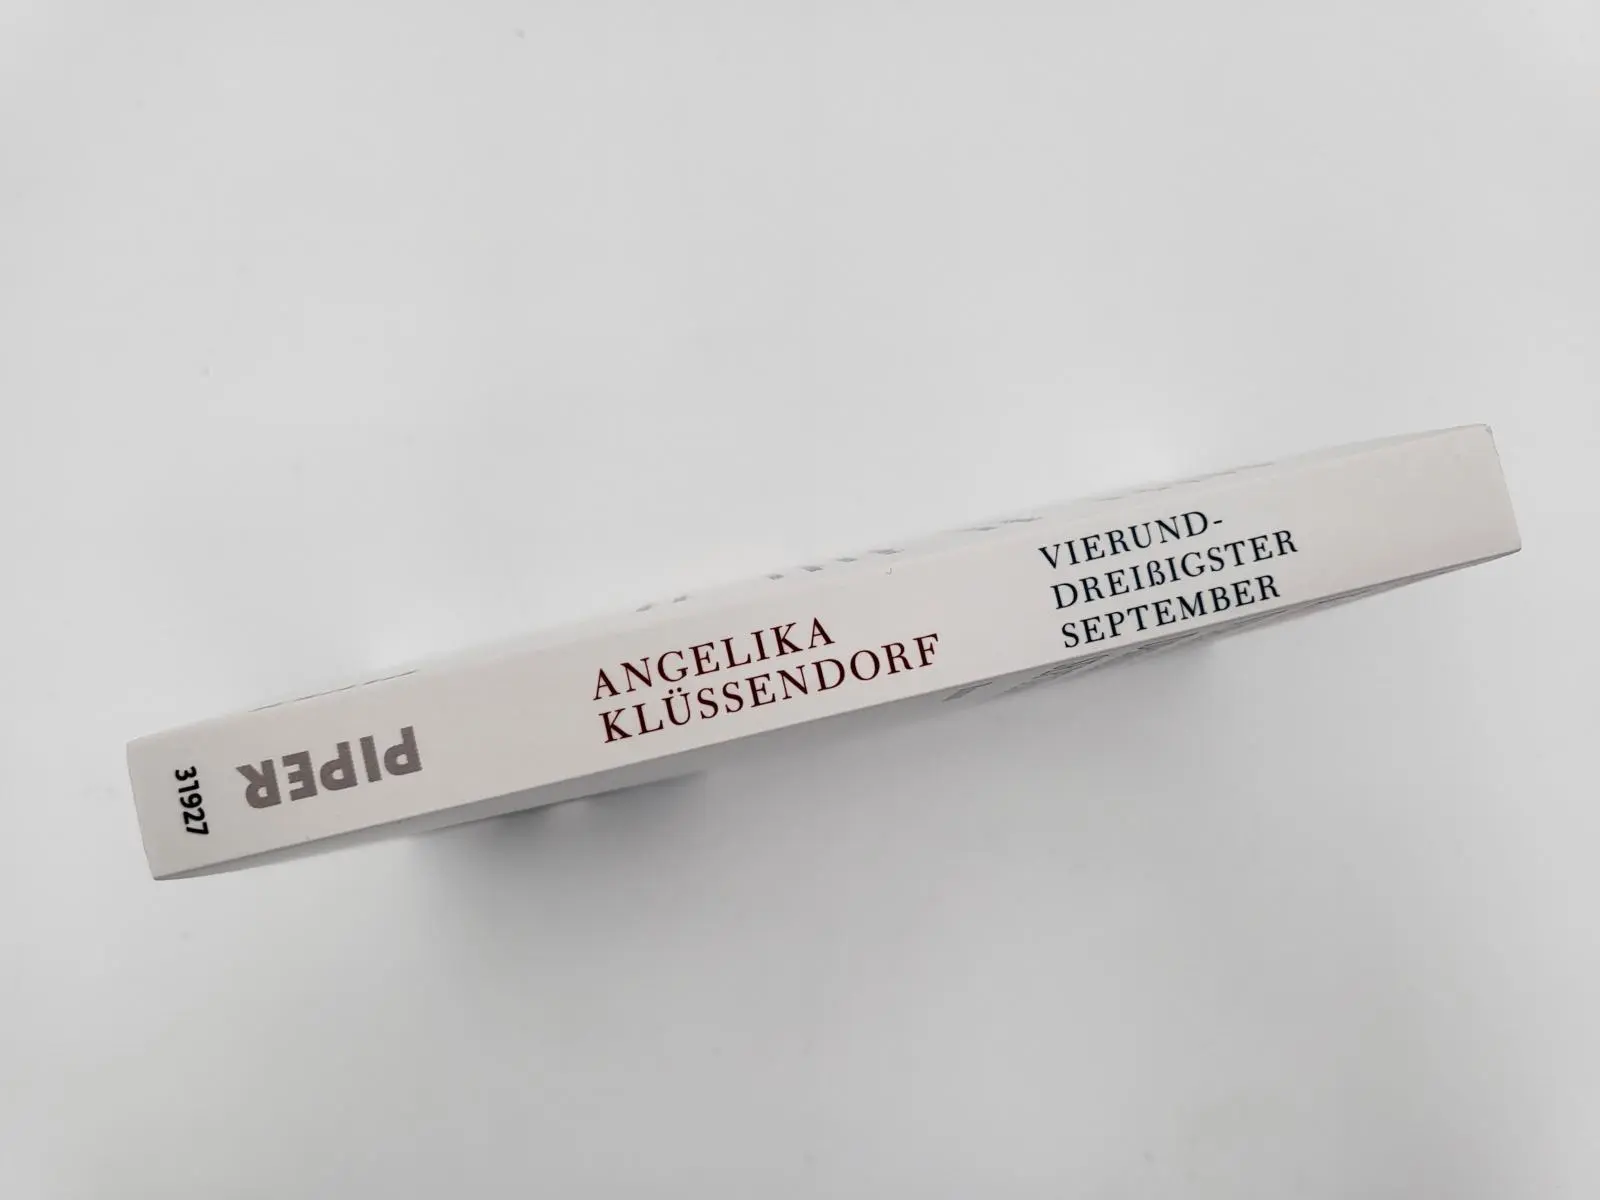 31927
PIPER
ANGELIKA
KLÜSSENDORF
VIERUND-
DREIßIGSTER
SEPTEMBER